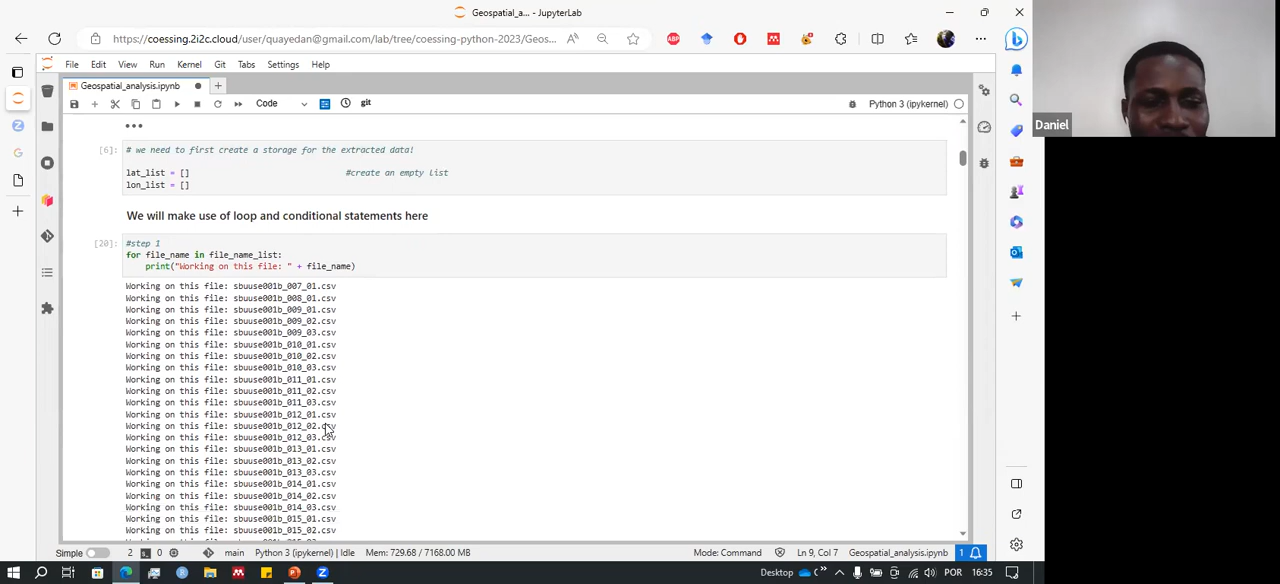 Geospatial_a... - JupyterLab
https://coessing.2i2c.cloud/user/quayedan@gmail.com/lab/tree/coessing-python-2023/Geos...
File Edit View Run Kernel Git Tabs Settings Help
Geospatial_analysis.ipynb
Code git Python 3 (ipykernel)
Daniel
[6]: # we need to first create a storage for the extracted data!
lat_list = [] #create an empty list
lon_list = []
We will make use of loop and conditional statements here
[20]: #step 1
for file_name in file_name_list:
print("Working on this file: " + file_name)
Working on this file: sbuuse001b_007_01.csv
Working on this file: sbuuse001b_008_01.csv
Working on this file: sbuuse001b_009_01.csv
Working on this file: sbuuse001b_009_02.csv
Working on this file: sbuuse001b_009_03.csv
Working on this file: sbuuse001b_010_01.csv
Working on this file: sbuuse001b_010_02.csv
Working on this file: sbuuse001b_010_03.csv
Working on this file: sbuuse001b_011_01.csv
Working on this file: sbuuse001b_011_02.csv
Working on this file: sbuuse001b_011_03.csv
Working on this file: sbuuse001b_012_01.csv
Working on this file: sbuuse001b_012_02.csv
Working on this file: sbuuse001b_012_03.csv
Working on this file: sbuuse001b_013_01.csv
Working on this file: sbuuse001b_013_02.csv
Working on this file: sbuuse001b_013_03.csv
Working on this file: sbuuse001b_014_01.csv
Working on this file: sbuuse001b_014_02.csv
Working on this file: sbuuse001b_014_03.csv
Working on this file: sbuuse001b_015_01.csv
Working on this file: sbuuse001b_015_02.csv
Simple 2 0 main Python 3 (ipykernel) | Idle Mem: 729.68 / 7168.00 MB Mode: Command Ln 9, Col 7 Geospatial_analysis.ipynb 1
Desktop POR 16:35